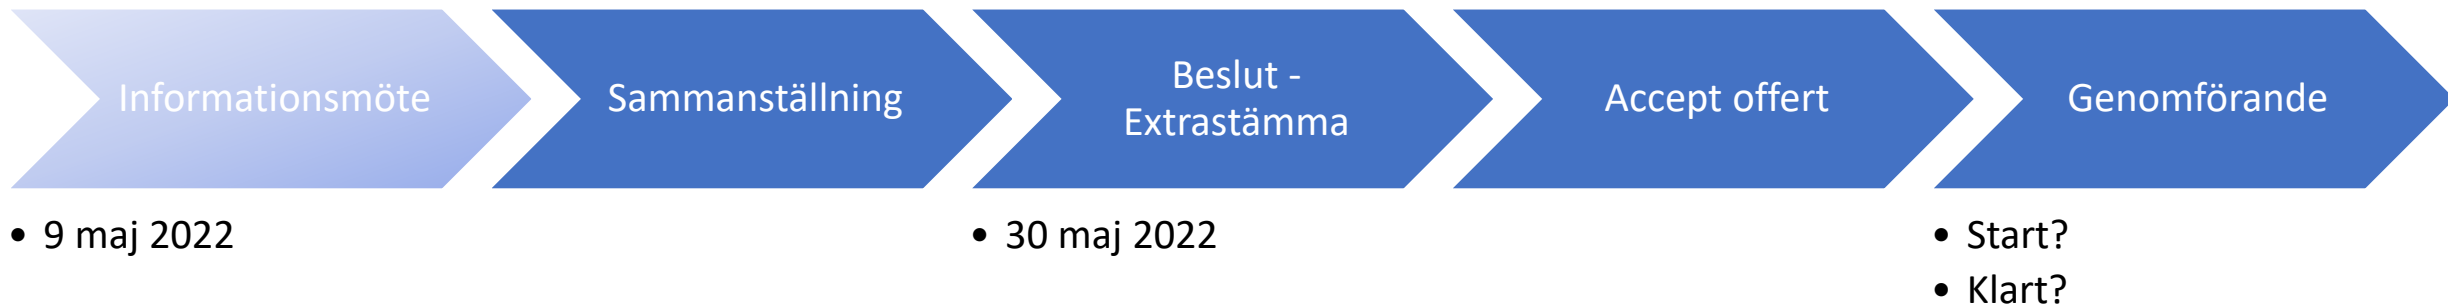 Informationsmöte
Sammanställning
Beslut -
Extrastämma
Accept offert
Genomförande
• 9 maj 2022
• 30 maj 2022
• Start?
• Klart?